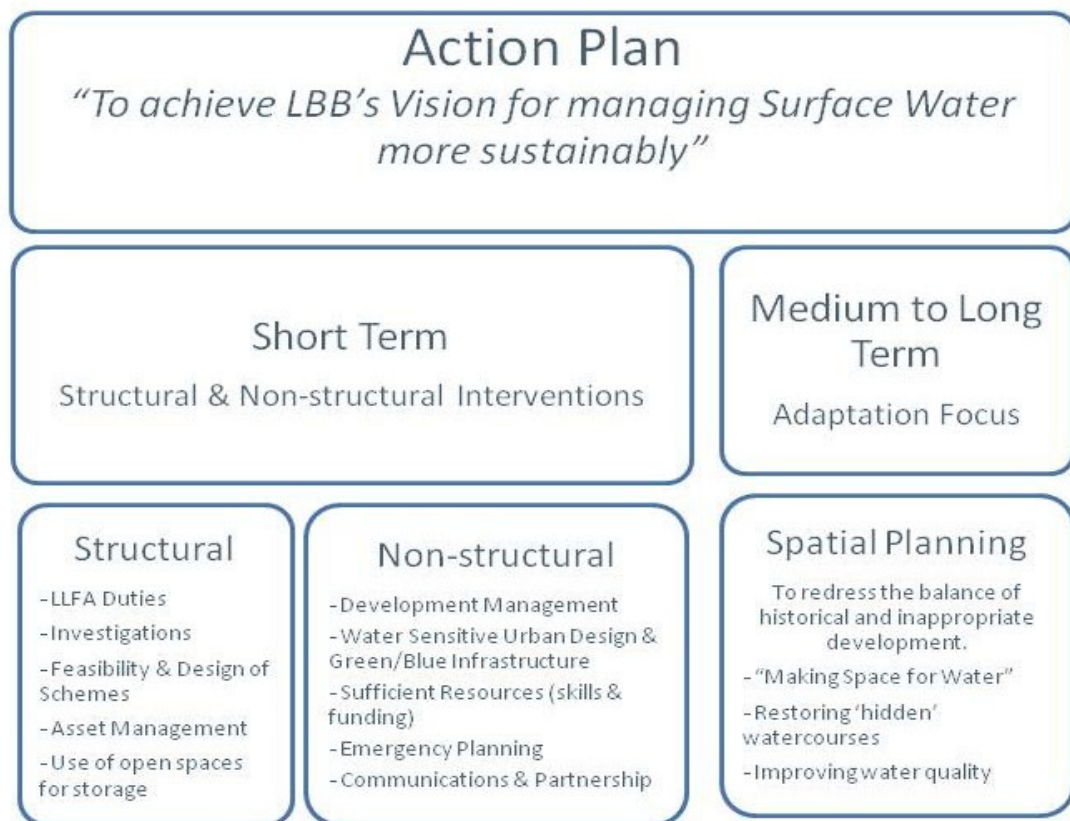 Action Plan
“To achieve LBB’s Vision for managing Surface Water
more sustainably”
Short Term
Structural & Non-structural Interventions
Medium to Long
Term
Adaptation Focus
Structural
-LLFA Duties
-Investigations
-Feasibility & Design of
Schemes
-Asset Management
-Use of open spaces
for storage
Non-structural
-Development Management
-Water Sensitive Urban Design &
Green/Blue Infrastructure
-Sufficient Resources (skills &
funding)
-Emergency Planning
-Communications & Partnership
Spatial Planning
To redress the balance of
historical and inappropriate
development.
-“Making Space for Water”
-Restoring ‘hidden’
watercourses
-Improving water quality